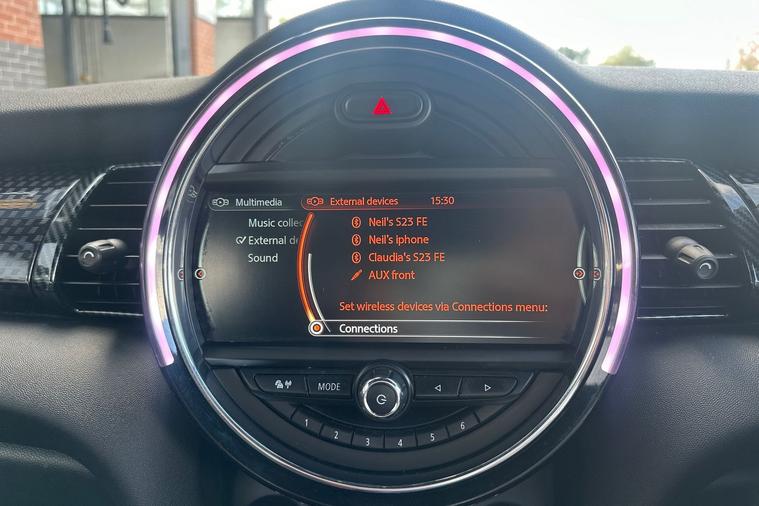 Multimedia
External devices 15:30
Music collec
External de
Sound
Neil's S23 FE
Neil's iphone
Claudia's S23 FE
AUX front
Set wireless devices via Connections menu:
Connections
MODE
1 2 3 4 5 6